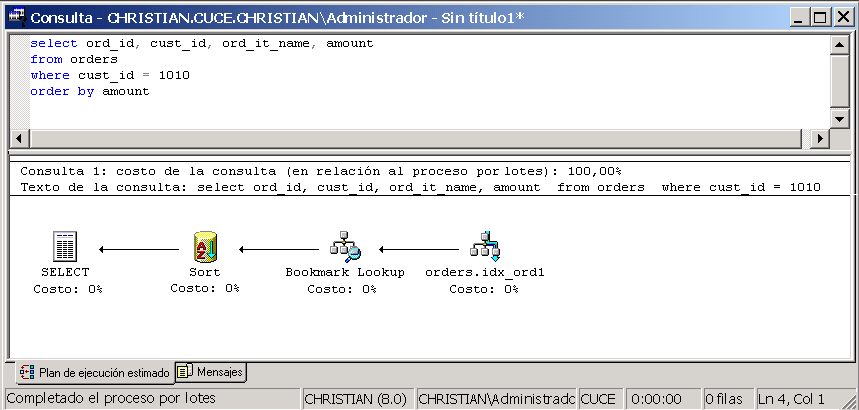 Consulta - CHRISTIAN.CUCE.CHRISTIAN\Administrador - Sin título1*
select ord_id, cust_id, ord_it_name, amount
from orders
where cust_id = 1010
order by amount
Consulta 1: costo de la consulta (en relación al proceso por lotes): 100,00%
Texto de la consulta: select ord_id, cust_id, ord_it_name, amount  from orders  where cust_id = 1010
SELECT Sort Bookmark Lookup orders.idx_ord1
Costo: 0% Costo: 0% Costo: 0% Costo: 0%
Plan de ejecución estimado Mensajes
Completado el proceso por lotes CHRISTIAN (8.0) CHRISTIAN\Administradc CUCE 0:00:00 0 filas Ln 4, Col 1